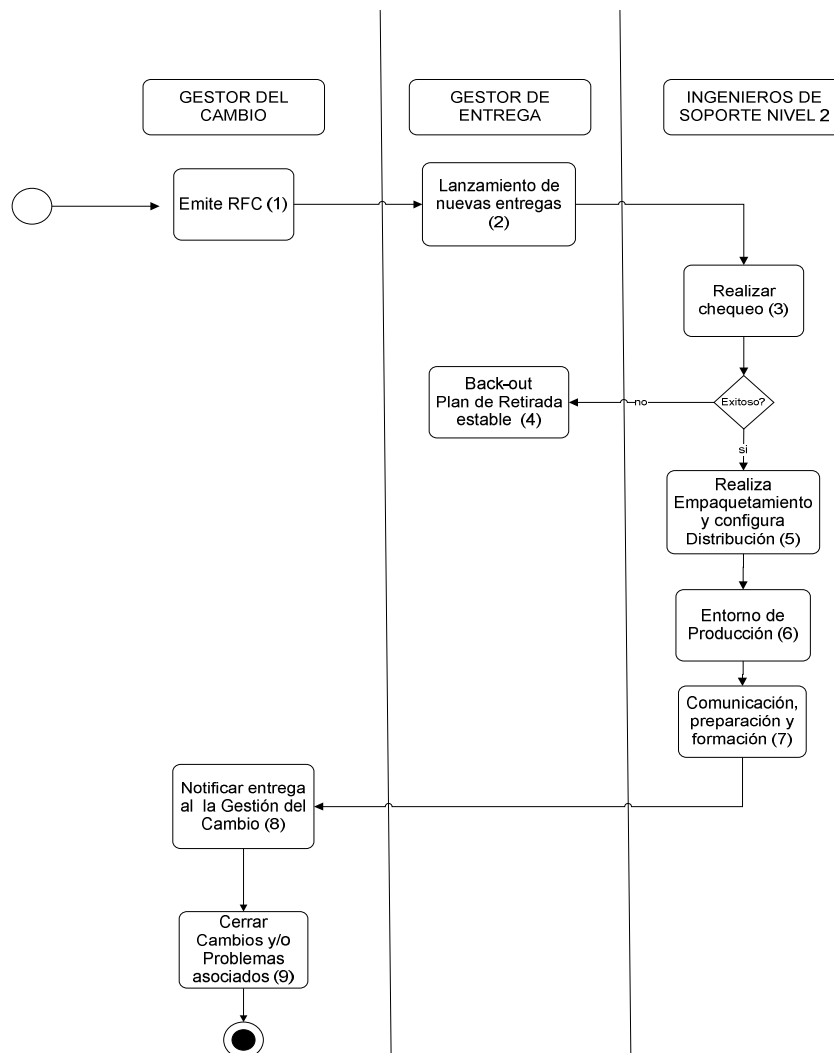 GESTOR DEL
CAMBIO
GESTOR DE
ENTREGA
INGENIEROS DE
SOPORTE NIVEL 2
Emite RFC (1)
Lanzamiento de
nuevas entregas
(2)
Realizar
chequeo (3)
Back-out
Plan de Retirada
estable (4)
no
Exitoso?
si
Realiza
Empaquetamiento
y configura
Distribución (5)
Entorno de
Producción (6)
Comunicación,
preparación y
formación (7)
Notificar entrega
al la Gestión del
Cambio (8)
Cerrar
Cambios y/o
Problemas
asociados (9)